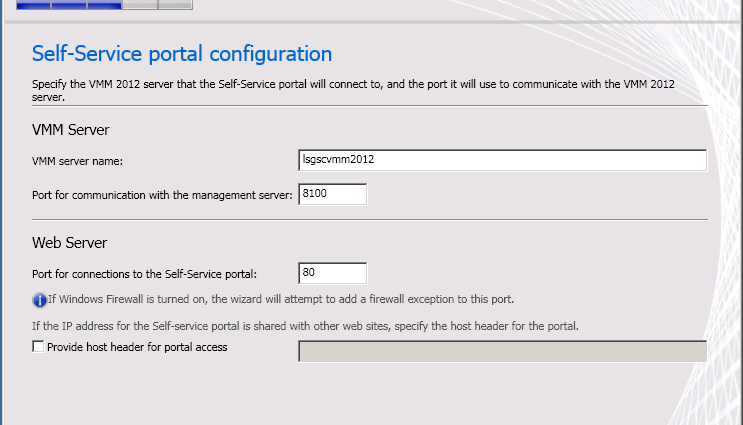 Self-Service portal configuration
Specify the VMM 2012 server that the Self-Service portal will connect to, and the port it will use to communicate with the VMM 2012
server.
VMM Server
VMM server name:
lsgscvmm2012
Port for communication with the management server:
8100
Web Server
Port for connections to the Self-Service portal:
80
If Windows Firewall is turned on, the wizard will attempt to add a firewall exception to this port.
If the IP address for the Self-service portal is shared with other web sites, specify the host header for the portal.
Provide host header for portal access